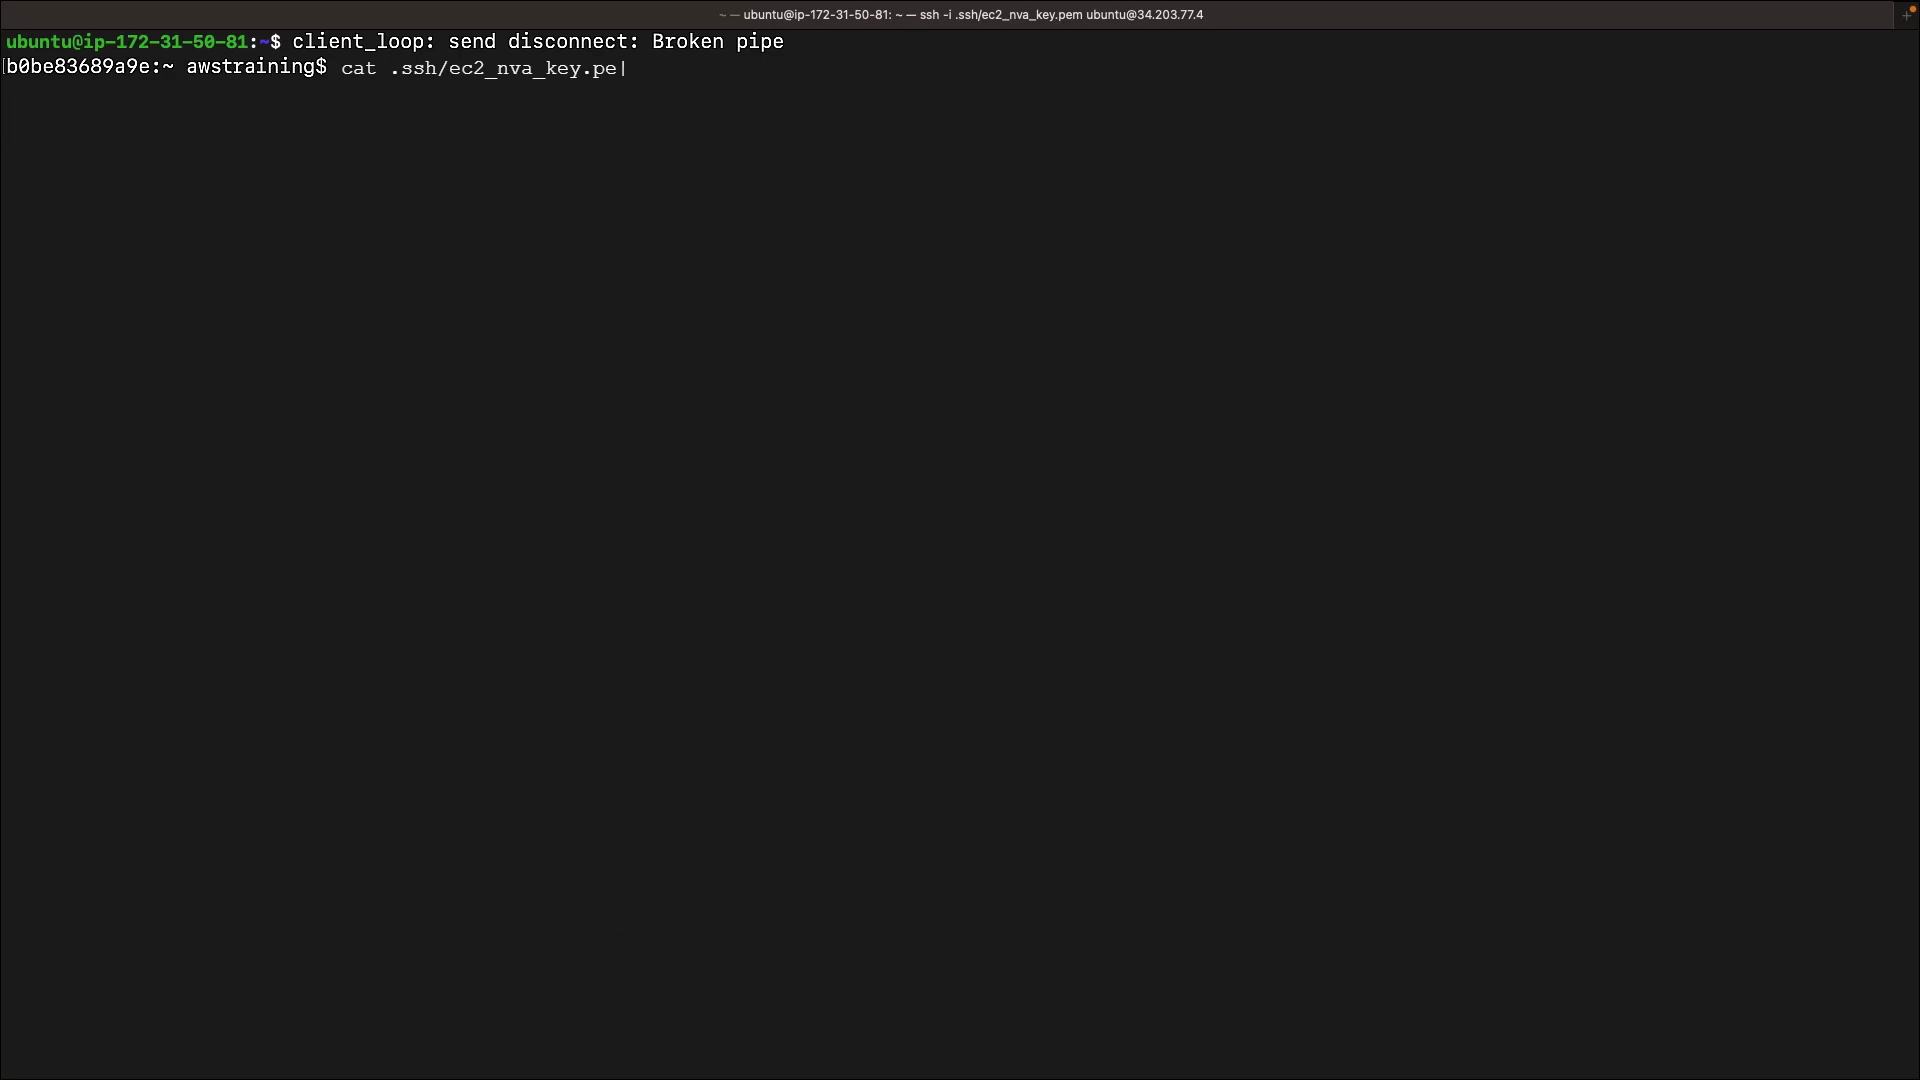 ~ — ubuntu@ip-172-31-50-81: ~ — ssh -i .ssh/ec2_nva_key.pem ubuntu@34.203.77.4
ubuntu@ip-172-31-50-81:~$ client_loop: send disconnect: Broken pipe
[b0be83689a9e:~ awstraining$ cat .ssh/ec2_nva_key.pe|